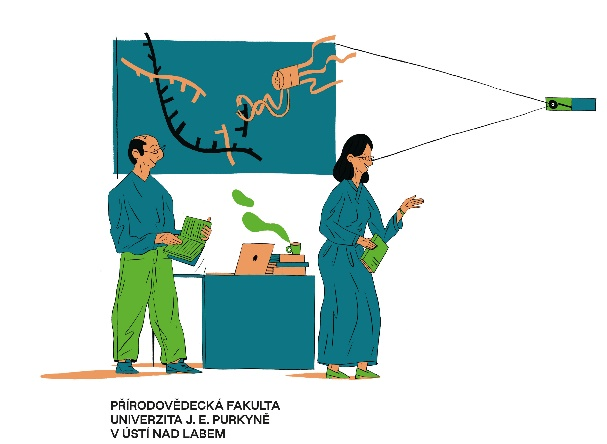 PŘÍRODOVĚDECKÁ FAKULTA
UNIVERZITA J. E. PURKYNĚ
V ÚSTÍ NAD LABEM